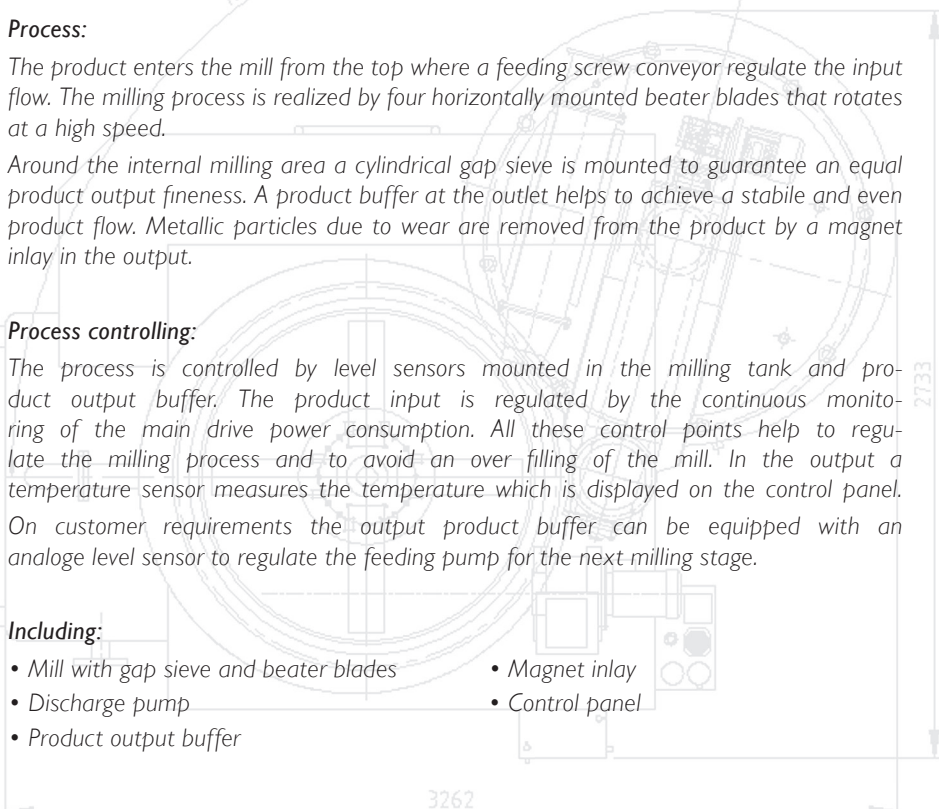 Process:
The product enters the mill from the top where a feeding screw conveyor regulate the input
flow. The milling process is realized by four horizontally mounted beater blades that rotates
at a high speed.
Around the internal milling area a cylindrical gap sieve is mounted to guarantee an equal
product output fineness. A product buffer at the outlet helps to achieve a stabile and even
product flow. Metallic particles due to wear are removed from the product by a magnet
inlay in the output.
Process controlling:
The process is controlled by level sensors mounted in the milling tank and pro-
duct output buffer. The product input is regulated by the continuous monito-
ring of the main drive power consumption. All these control points help to regu-
late the milling process and to avoid an over filling of the mill. In the output a
temperature sensor measures the temperature which is displayed on the control panel.
On customer requirements the output product buffer can be equipped with an
analoge level sensor to regulate the feeding pump for the next milling stage.
Including:
• Mill with gap sieve and beater blades
• Discharge pump
• Product output buffer
• Magnet inlay
• Control panel
2733
3262